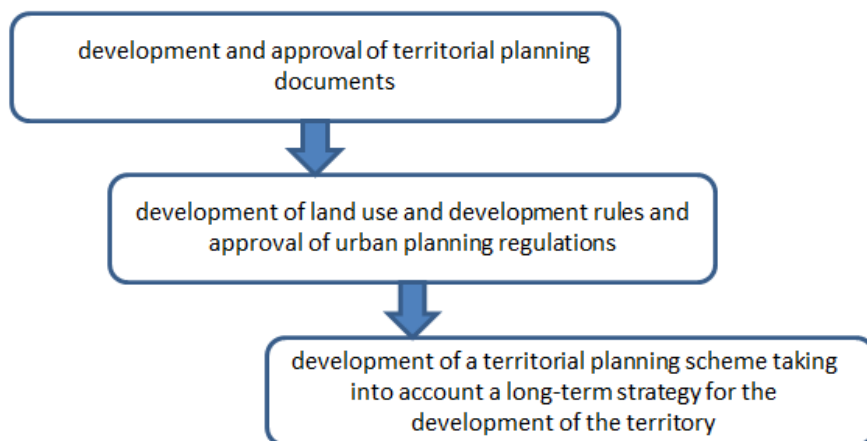 development and approval of territorial planning
documents
development of land use and development rules and
approval of urban planning regulations
development of a territorial planning scheme taking
into account a long-term strategy for the
development of the territory